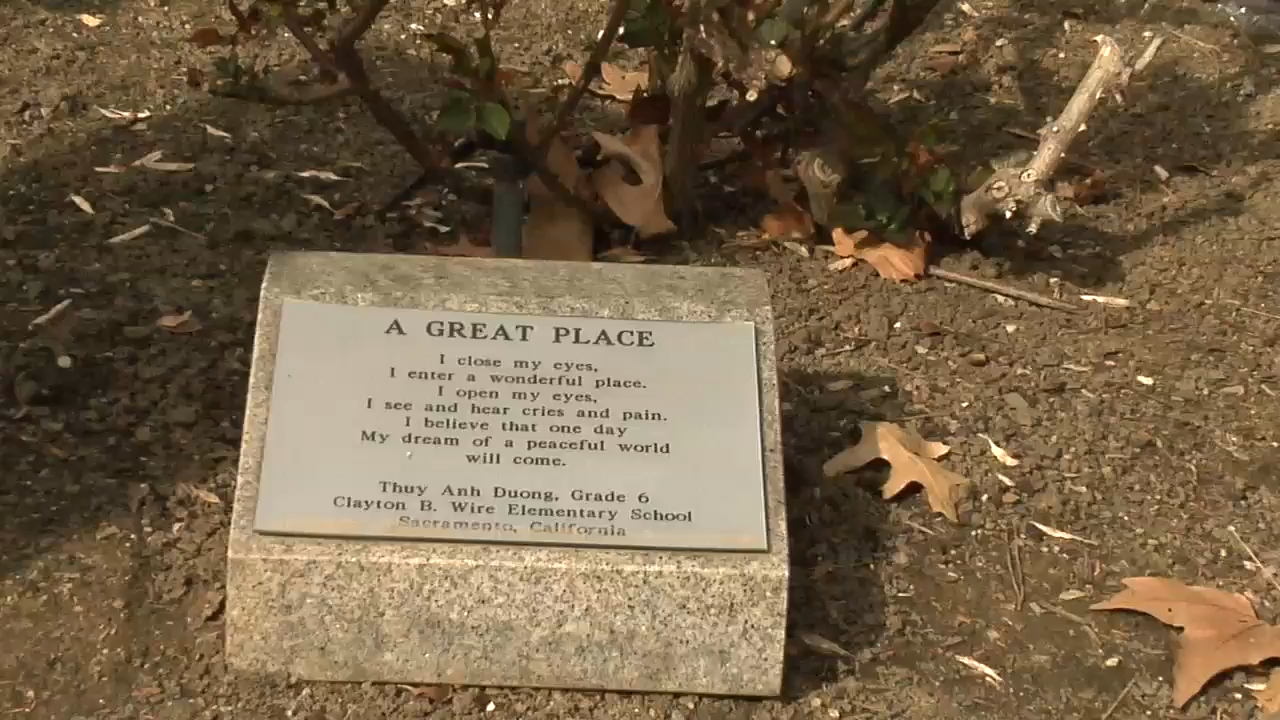 A GREAT PLACE
I close my eyes,
I enter a wonderful place.
I open my eyes,
I see and hear cries and pain.
I believe that one day
My dream of a peaceful world
will come.
Thuy Anh Duong, Grade 6
Clayton B. Wire Elementary School
Sacramento, California